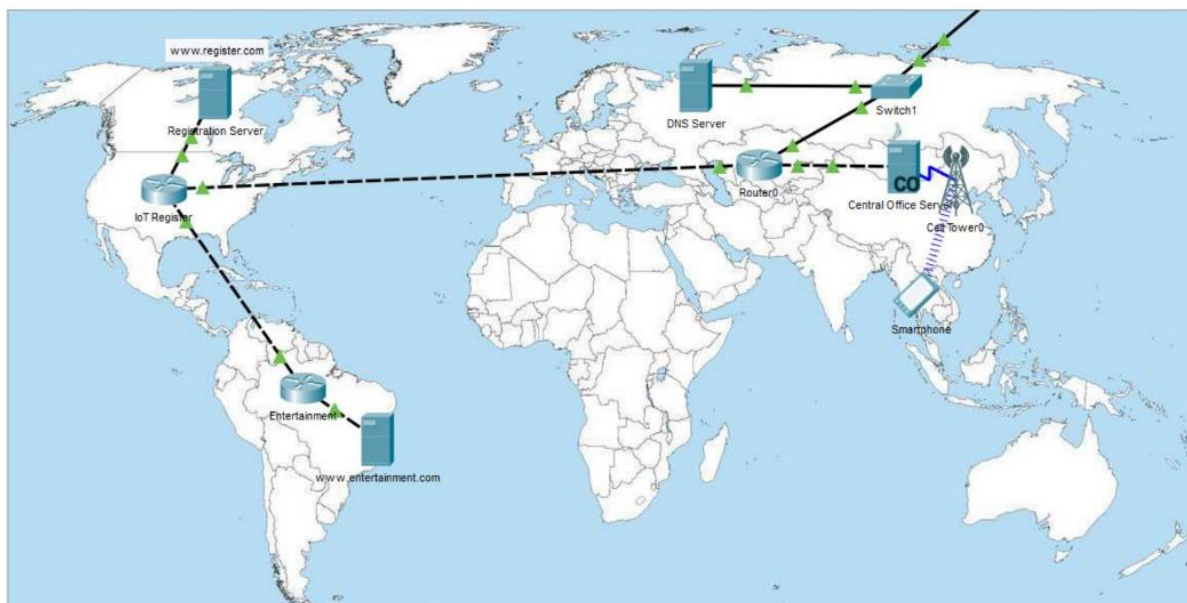 www.register.com
Registration Server
DNS Server
Switch1
IoT Register
Router0
CO
Central Office Server0
Cell Tower0
Smartphone
Entertainment
www.entertainment.com